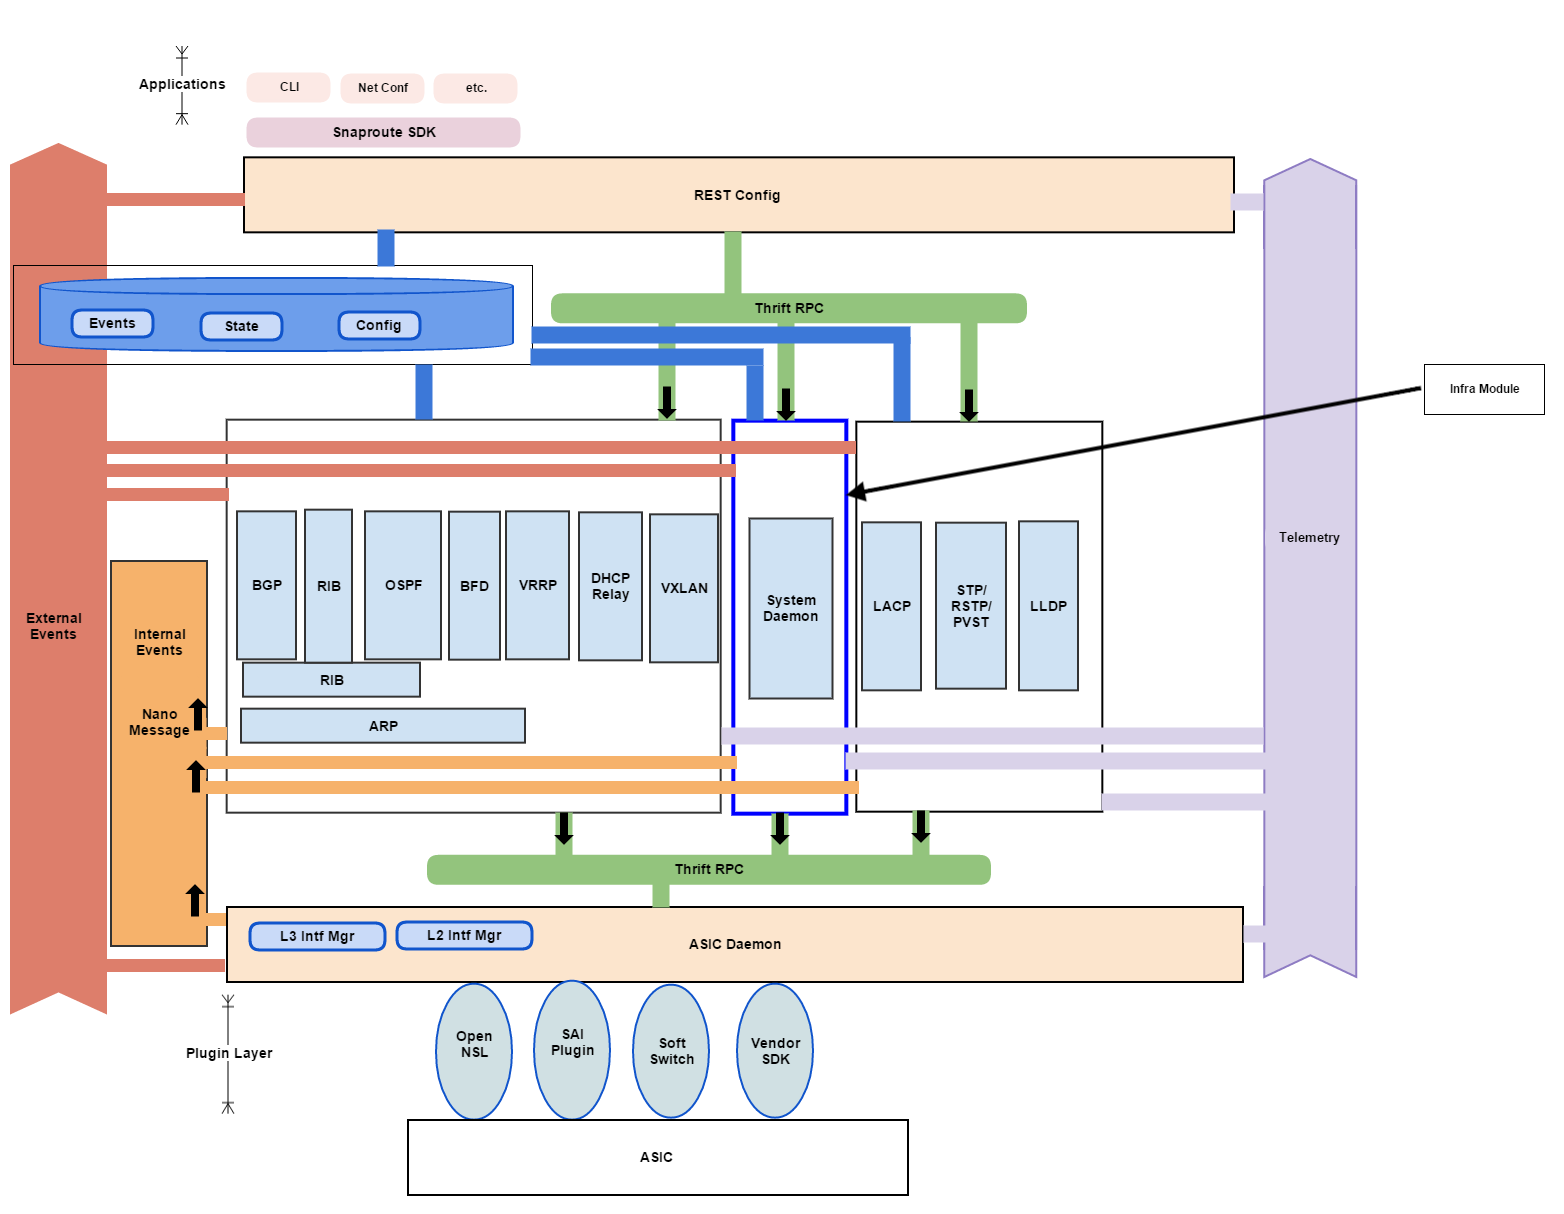 Applications
CLI
Net Conf
etc.
Snaproute SDK
REST Config
Thrift RPC
Events
State
Config
Infra Module
External
Events
Internal
Events
Nano
Message
BGP
RIB
OSPF
BFD
VRRP
DHCP
Relay
VXLAN
RIB
ARP
System
Daemon
LACP
STP/
RSTP/
PVST
LLDP
Telemetry
Thrift RPC
L3 Intf Mgr
L2 Intf Mgr
ASIC Daemon
Plugin Layer
Open
NSL
SAI
Plugin
Soft
Switch
Vendor
SDK
ASIC